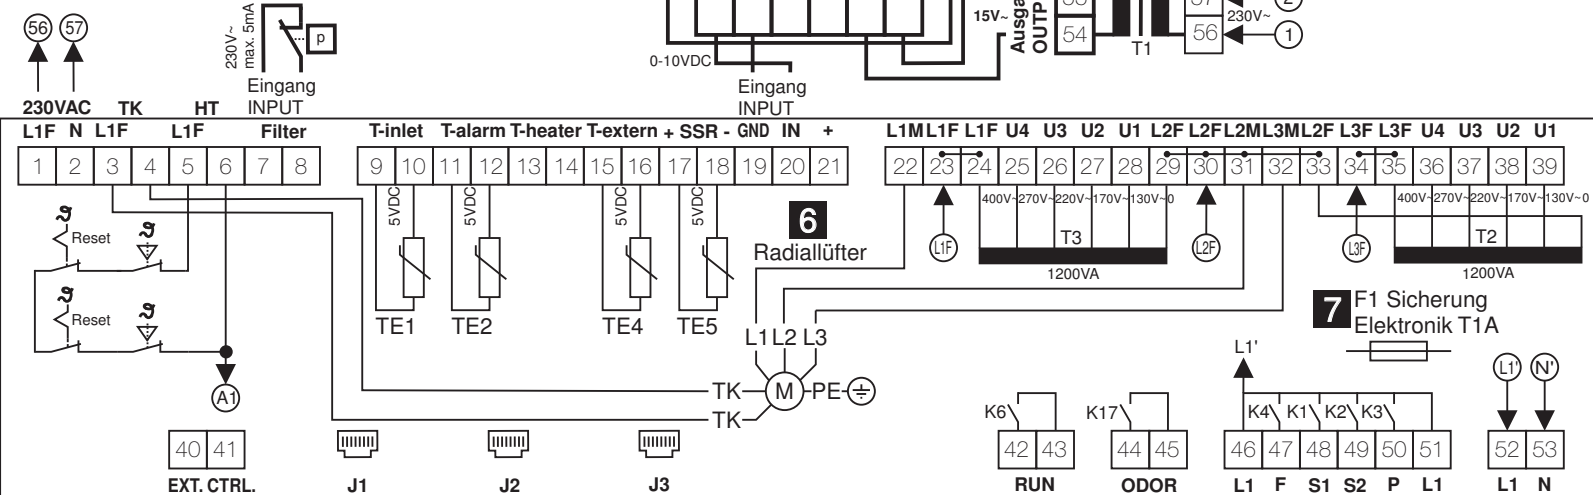 56 57
230V~
max. 5mA
p
Eingang
INPUT
0-10VDC
Eingang
INPUT
15V~
OUTP
54
T1
230V~
56
1
2
230VAC TK HT
L1F N L1F L1F Filter
1 2 3 4 5 6 7 8
T-inlet T-alarm T-heater T-extern + SSR - GND IN +
9 10 11 12 13 14 15 16 17 18 19 20 21
L1M L1F L1F U4 U3 U2 U1 L2F L2F L2M L3M L2F L3F L3F U4 U3 U2 U1
22 23 24 25 26 27 28 29 30 31 32 33 34 35 36 37 38 39
5VDC 5VDC 5VDC 5VDC
400V~ 270V~ 220V~ 170V~ 130V~ 0
400V~ 270V~ 220V~ 170V~ 130V~ 0
ϑ
Reset
ϑ
ϑ
Reset
ϑ
6
Radiallüfter
L1F
T3
1200VA
L2F
L3F
T2
1200VA
TE1 TE2 TE4 TE5
7 F1 Sicherung
Elektronik T1A
L1 L2 L3
TK M PE
TK
A1
L1'
L1' N'
K6
K17
K4 K1 K2 K3
40 41
42 43
44 45
46 47 48 49 50 51
52 53
EXT. CTRL. J1 J2 J3 RUN ODOR L1 F S1 S2 P L1 L1 N